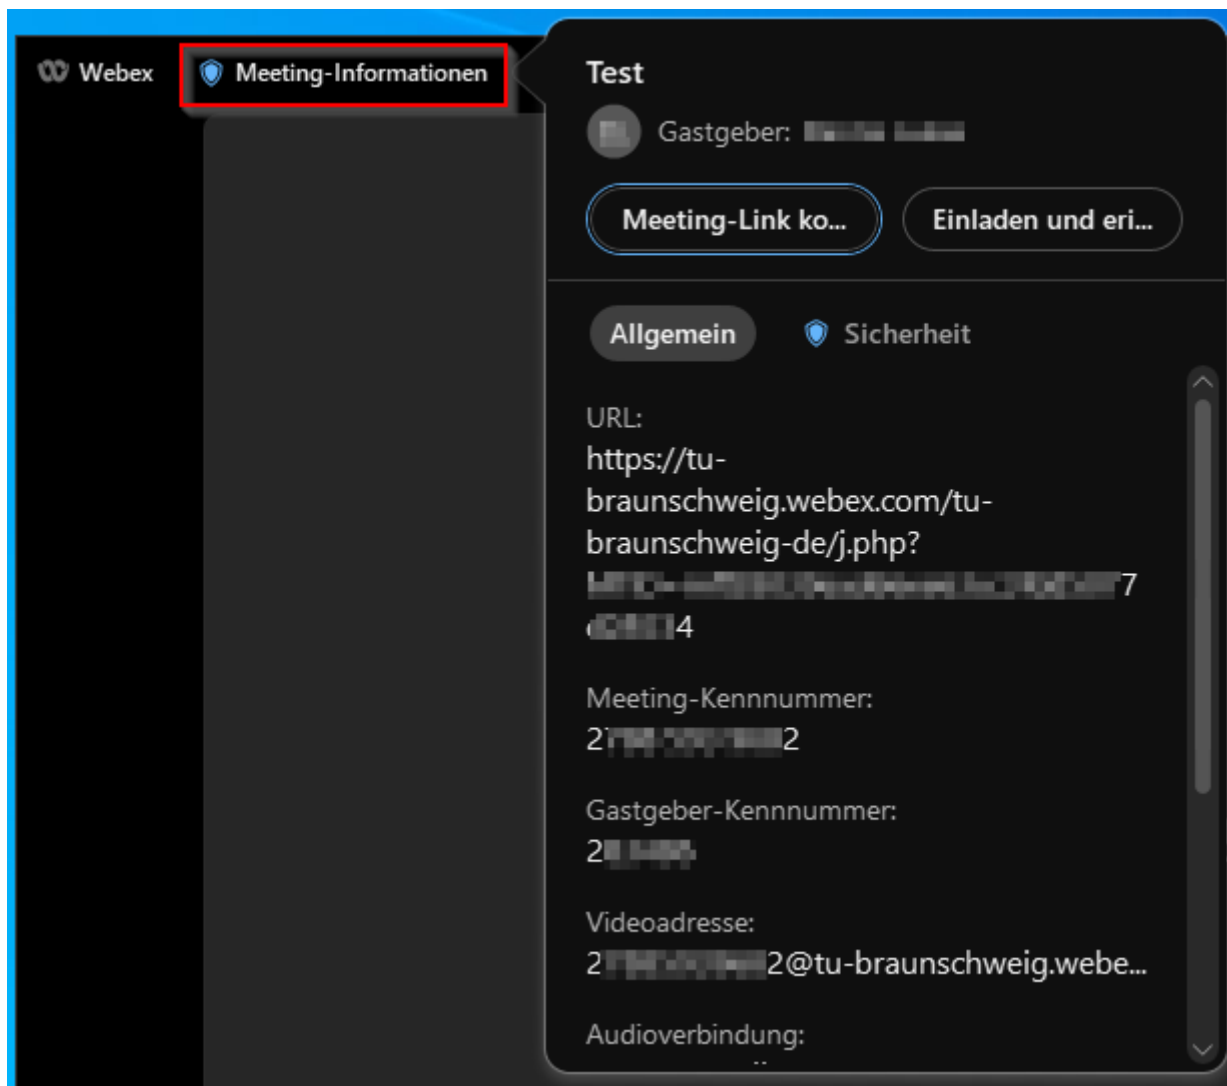 Webex
Meeting-Informationen
Test
Gastgeber:
Meeting-Link ko...
Einladen und eri...
Allgemein
Sicherheit
URL:
https://tu-
braunschweig.webex.com/tu-
braunschweig-de/j.php?
7
4
Meeting-Kennnummer:
2 2
Gastgeber-Kennnummer:
2
Videoadresse:
2 2@tu-braunschweig.webe...
Audioverbindung: